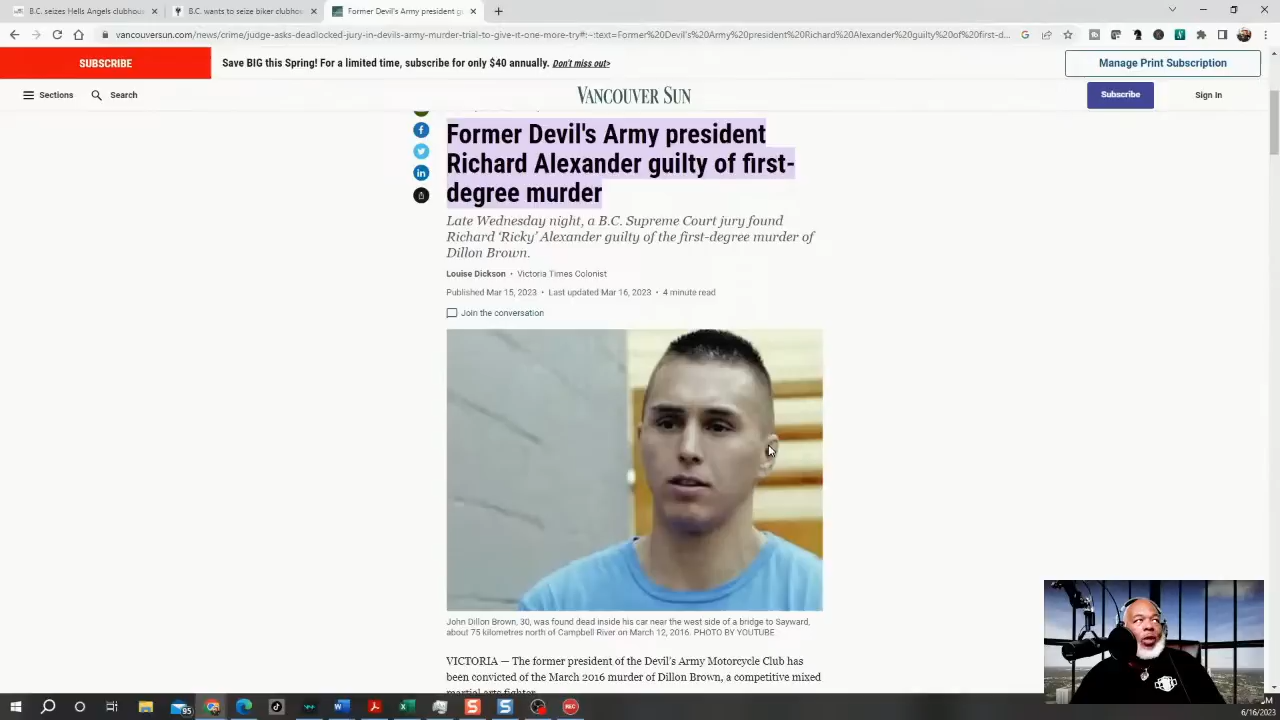 B.C. seizes Hells Angels clubhous
B.C. wants to seize biker clubhou
Former Devil's Army president g
vancouversun.com/news/crime/judge-asks-deadlocked-jury-in-devils-army-murder-trial-to-give-it-one-more-try#:~:text=Former%20Devil's%20Army%20president%20Richard%20Alexander%20guilty%20of%20first-d...
SUBSCRIBE
Save BIG this Spring! For a limited time, subscribe for only $40 annually. Don't miss out>
Manage Print Subscription
Sections
Search
VANCOUVER SUN
Subscribe
Sign In
Former Devil's Army president
Richard Alexander guilty of first-
degree murder
Late Wednesday night, a B.C. Supreme Court jury found
Richard ‘Ricky’ Alexander guilty of the first-degree murder of
Dillon Brown.
Louise Dickson • Victoria Times Colonist
Published Mar 15, 2023 • Last updated Mar 16, 2023 • 4 minute read
Join the conversation
John Dillon Brown, 30, was found dead inside his car near the west side of a bridge to Sayward,
about 75 kilometres north of Campbell River on March 12, 2016. PHOTO BY YOUTUBE
VICTORIA — The former president of the Devil's Army Motorcycle Club has
been convicted of the March 2016 murder of Dillon Brown, a competitive mixed
martial arts fighter.
95
REC
M
6/16/2023